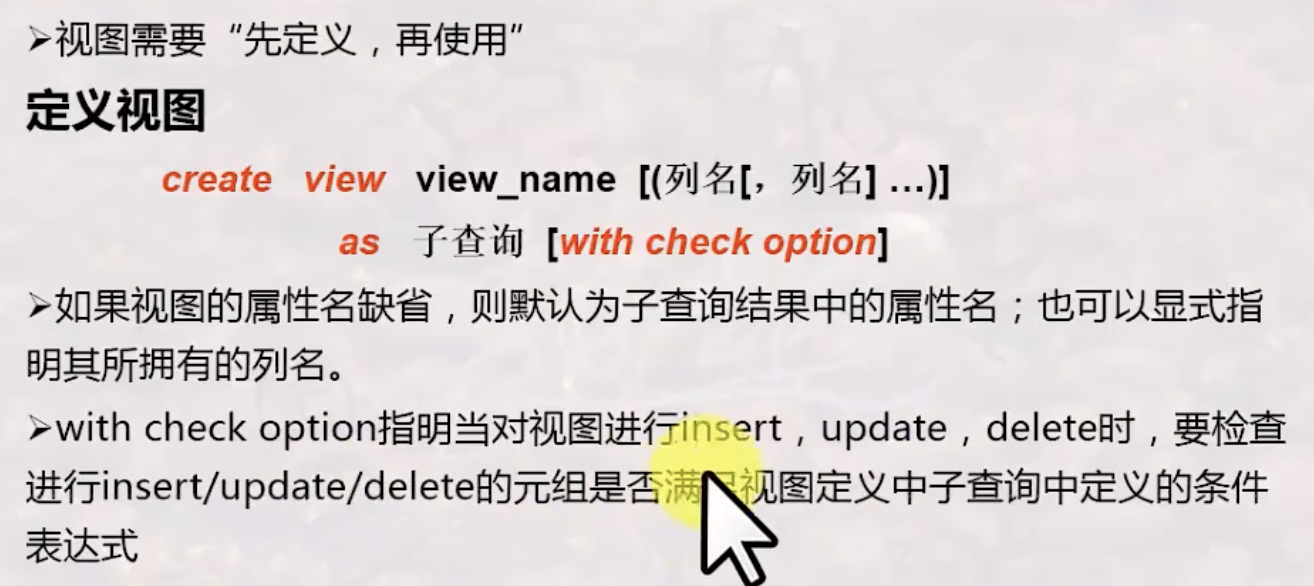 ➢视图需要“先定义，再使用”
定义视图
create view view_name [(列名[，列名] …)]
as 子查询 [with check option]
➢如果视图的属性名缺省，则默认为子查询结果中的属性名；也可以显式指
明其所拥有的列名。
➢with check option指明当对视图进行insert，update，delete时，要检查
进行insert/update/delete的元组是否满足视图定义中子查询中定义的条件
表达式